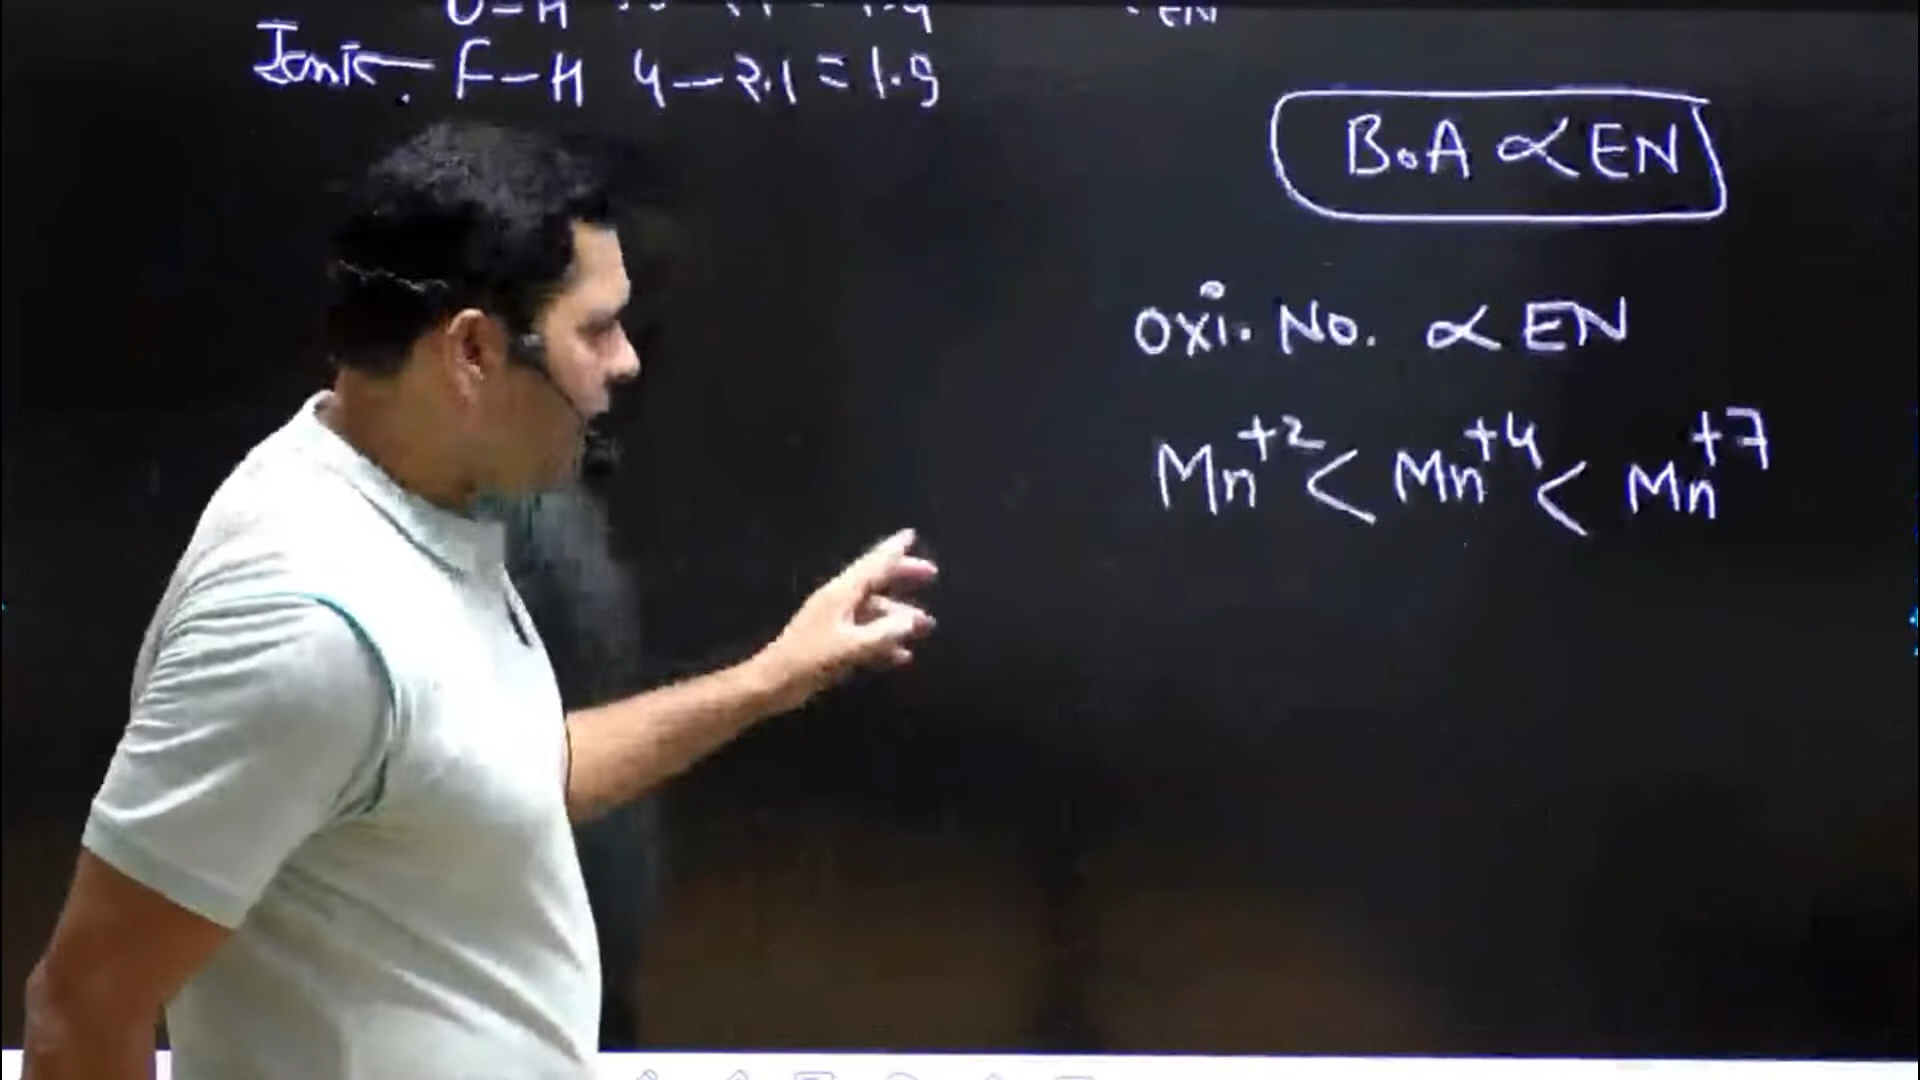 Ionic F-H 4-2.1=1.9
B.A ∝ EN
Oxi. No. ∝ EN
Mn⁺² < Mn⁺⁴ < Mn⁺⁷